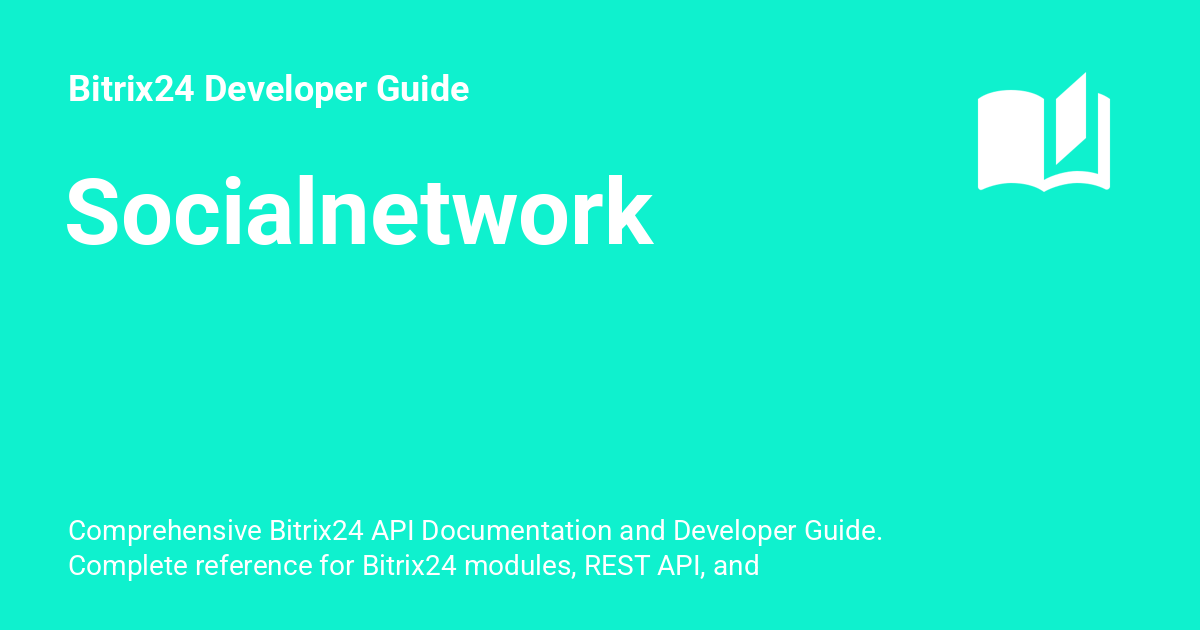 Bitrix24 Developer Guide
Socialnetwork
Comprehensive Bitrix24 API Documentation and Developer Guide.
Complete reference for Bitrix24 modules, REST API, and